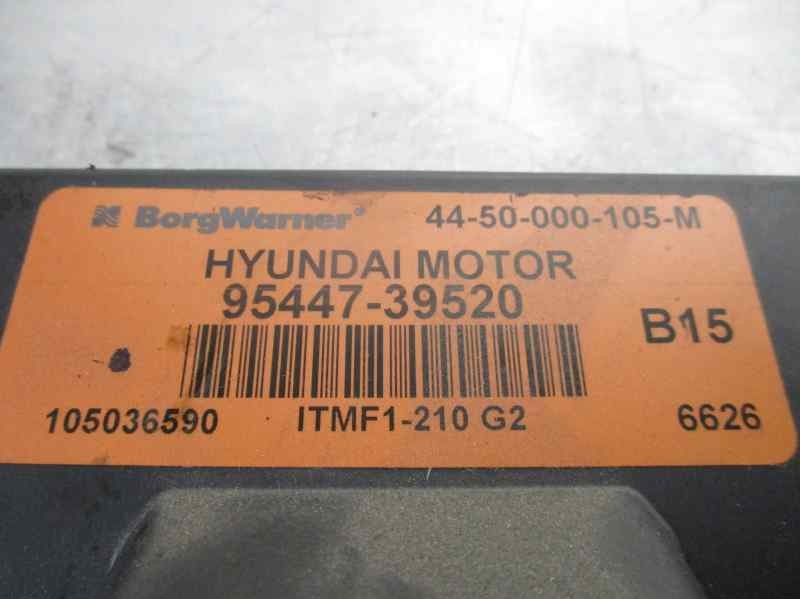 BorgWarner® 44-50-000-105-M
HYUNDAI MOTOR
95447-39520
B15
105036590 ITMF1-210 G2 6626